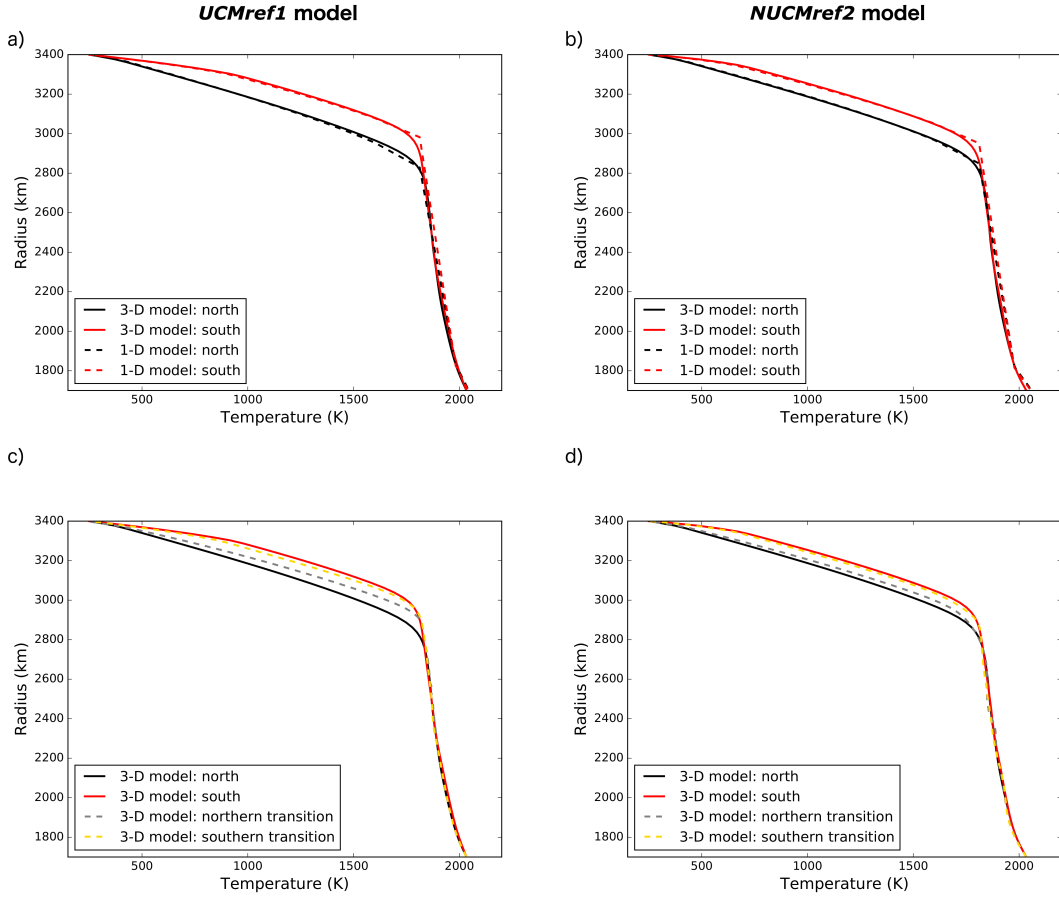 UCMref1 model
NUCMref2 model
a)
3400
3200
3000
2800
2600
2400
2200
2000
1800
Radius (km)
500
1000
1500
2000
Temperature (K)
3-D model: north
3-D model: south
1-D model: north
1-D model: south
b)
3400
3200
3000
2800
2600
2400
2200
2000
1800
Radius (km)
500
1000
1500
2000
Temperature (K)
3-D model: north
3-D model: south
1-D model: north
1-D model: south
c)
3400
3200
3000
2800
2600
2400
2200
2000
1800
Radius (km)
500
1000
1500
2000
Temperature (K)
3-D model: north
3-D model: south
3-D model: northern transition
3-D model: southern transition
d)
3400
3200
3000
2800
2600
2400
2200
2000
1800
Radius (km)
500
1000
1500
2000
Temperature (K)
3-D model: north
3-D model: south
3-D model: northern transition
3-D model: southern transition